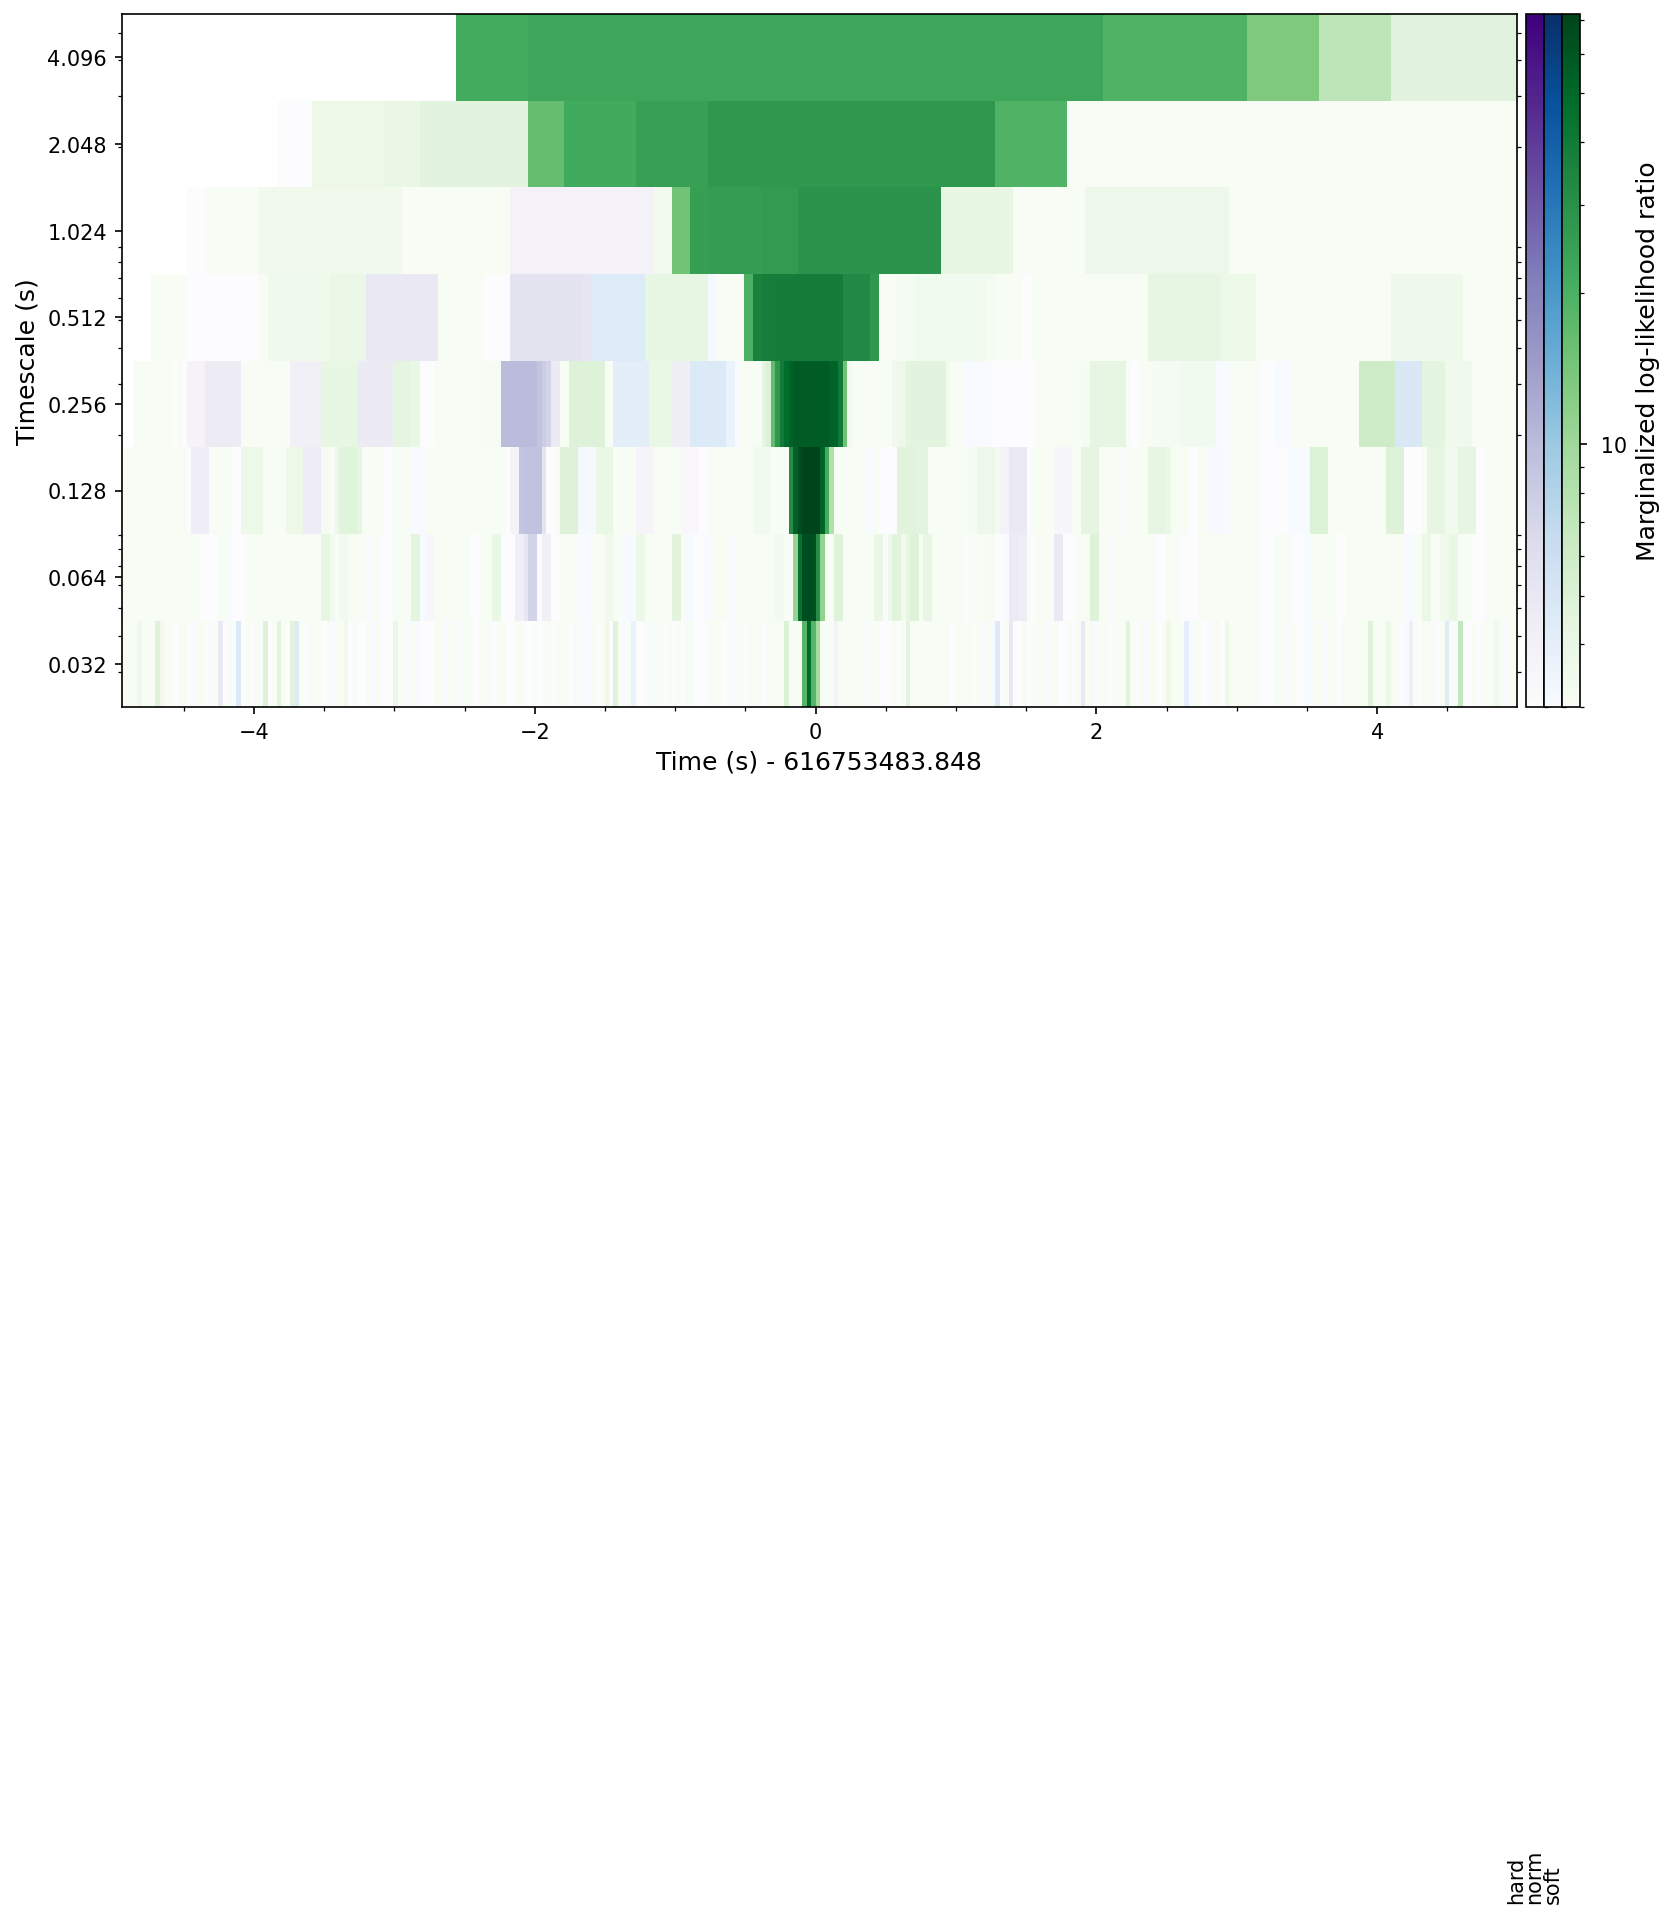 4.096
2.048
1.024
0.512
0.256
0.128
0.064
0.032
Timescale (s)
−4
−2
0
2
4
Time (s) - 616753483.848
10
Marginalized log-likelihood ratio
hard
norm
soft